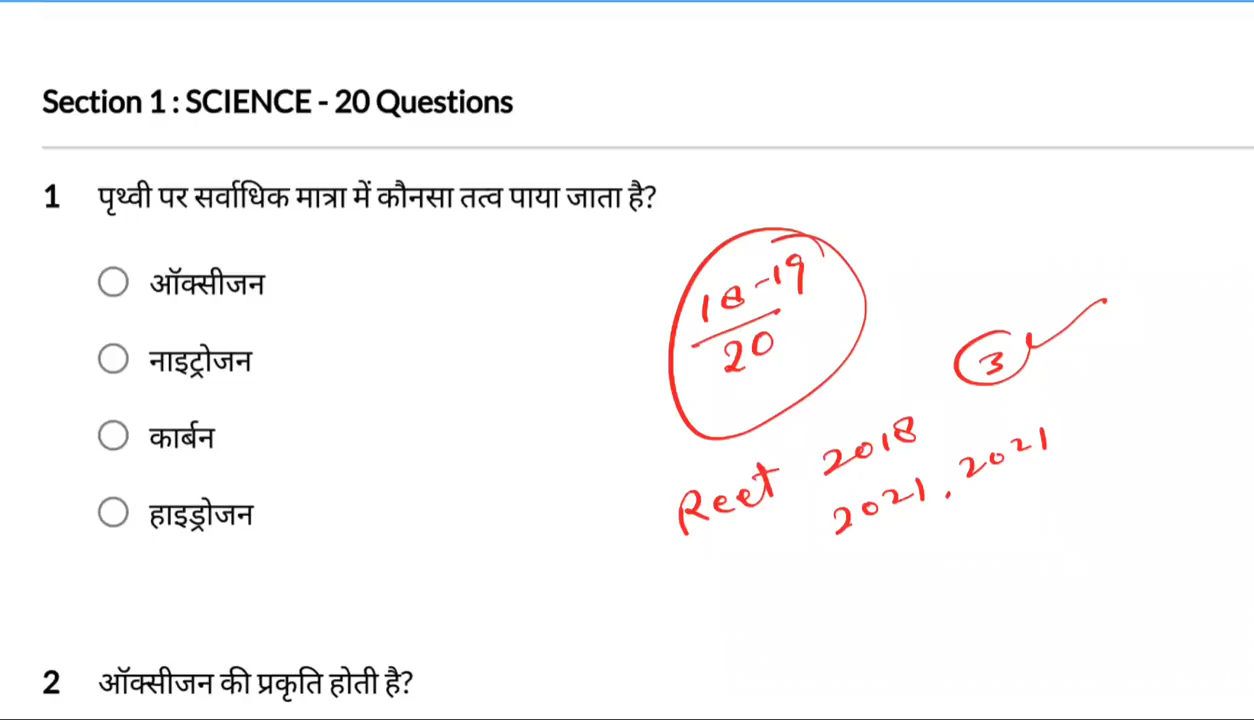 Section 1 : SCIENCE - 20 Questions
1 पृथ्वी पर सर्वाधिक मात्रा में कौनसा तत्व पाया जाता है?
ऑक्सीजन
नाइट्रोजन
कार्बन
हाइड्रोजन
18-19
20
3
Reet 2018
2021, 2021
2 ऑक्सीजन की प्रकृति होती है?